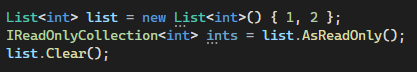 List<int> list = new List<int>() { 1, 2 };
IReadOnlyCollection<int> ints = list.AsReadOnly();
list.Clear();